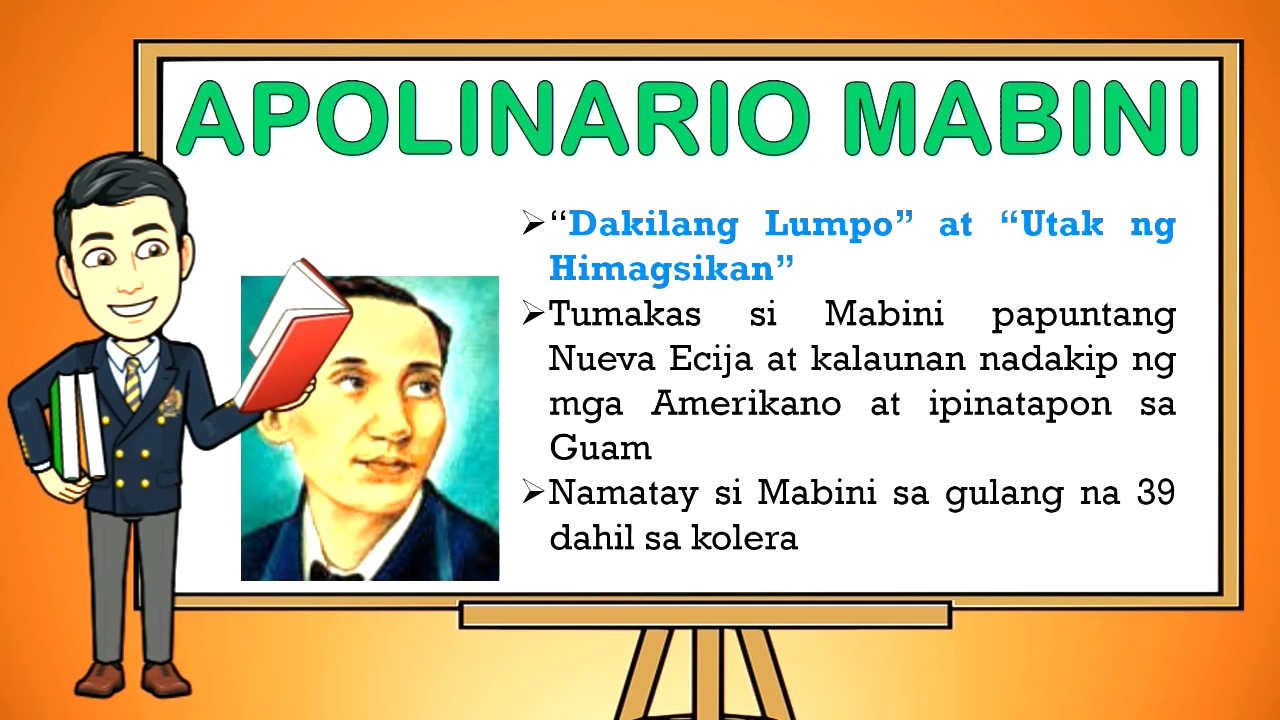 APOLINARIO MABINI
➢“Dakilang Lumpo” at “Utak ng
Himagsikan”
➢Tumakas si Mabini papuntang
Nueva Ecija at kalaunan nadakip ng
mga Amerikano at ipinatapon sa
Guam
➢Namatay si Mabini sa gulang na 39
dahil sa kolera